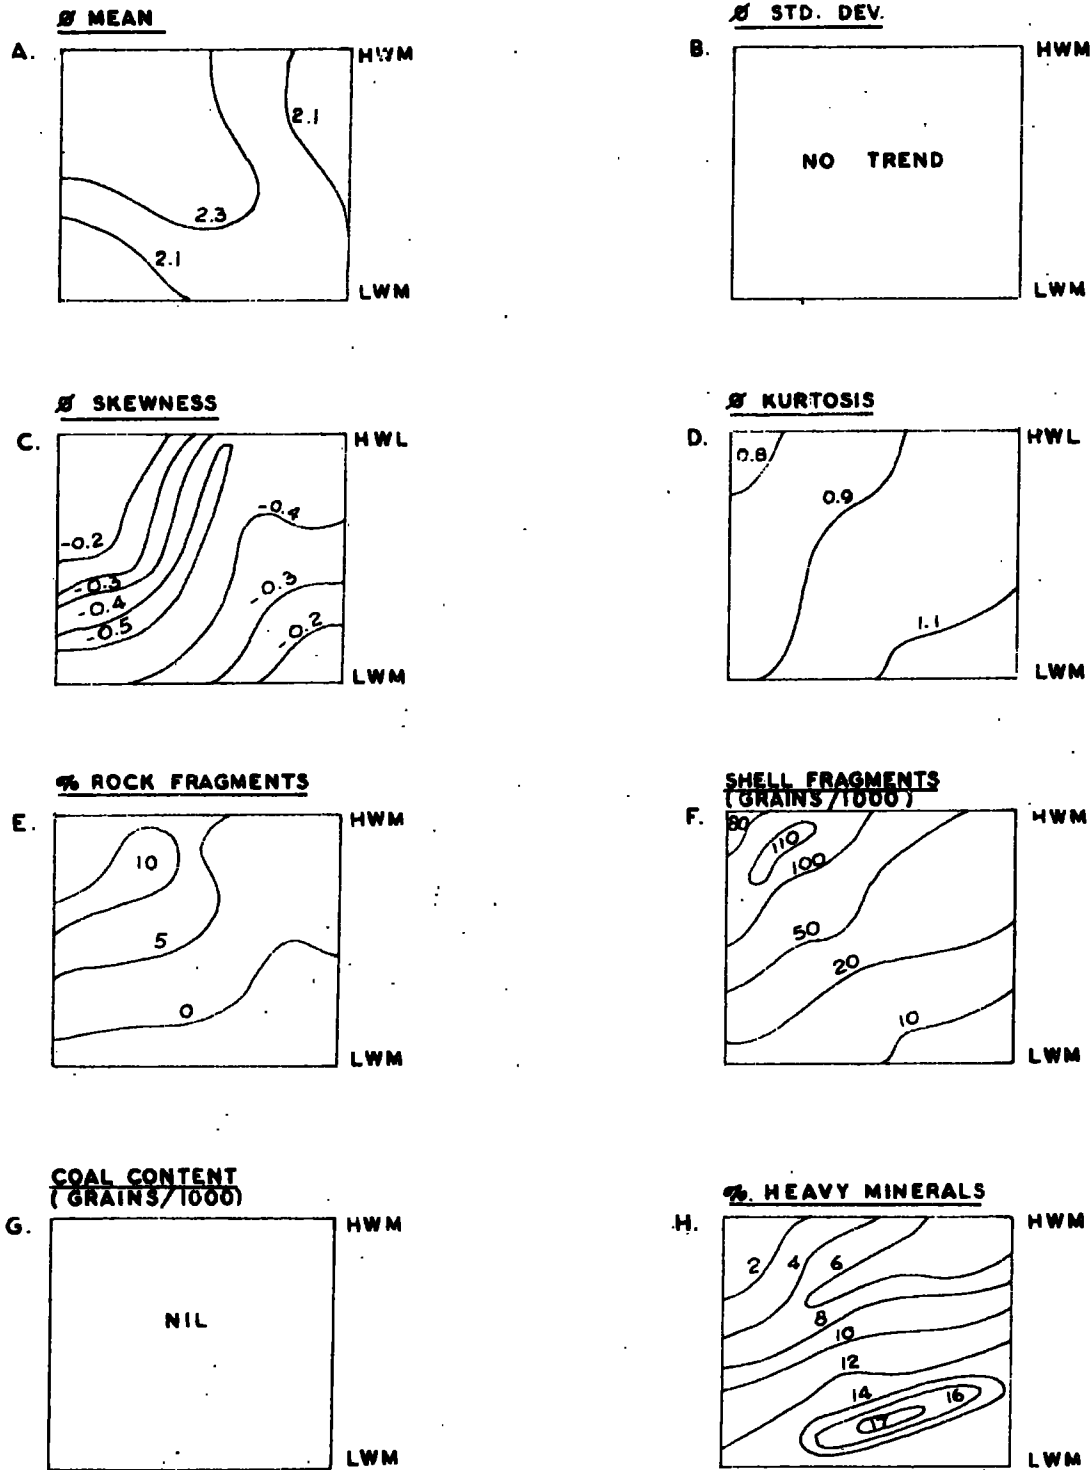 Ø MEAN
A.
HWM
2.1
2.3
2.1
LWM
Ø STD. DEV.
B.
HWM
NO TREND
LWM
Ø SKEWNESS
C.
HWL
-0.4
-0.2
-0.3
-0.3
-0.4
-0.5
-0.2
LWM
Ø KURTOSIS
D.
HWL
0.8
0.9
1.1
LWM
% ROCK FRAGMENTS
E.
HWM
10
5
0
LWM
SHELL FRAGMENTS
(GRAINS/1000)
F.
HWM
80
110
100
50
20
10
LWM
COAL CONTENT
(GRAINS/1000)
G.
HWM
NIL
LWM
% HEAVY MINERALS
H.
HWM
2 4 6
8
10
12
14 16
17
LWM